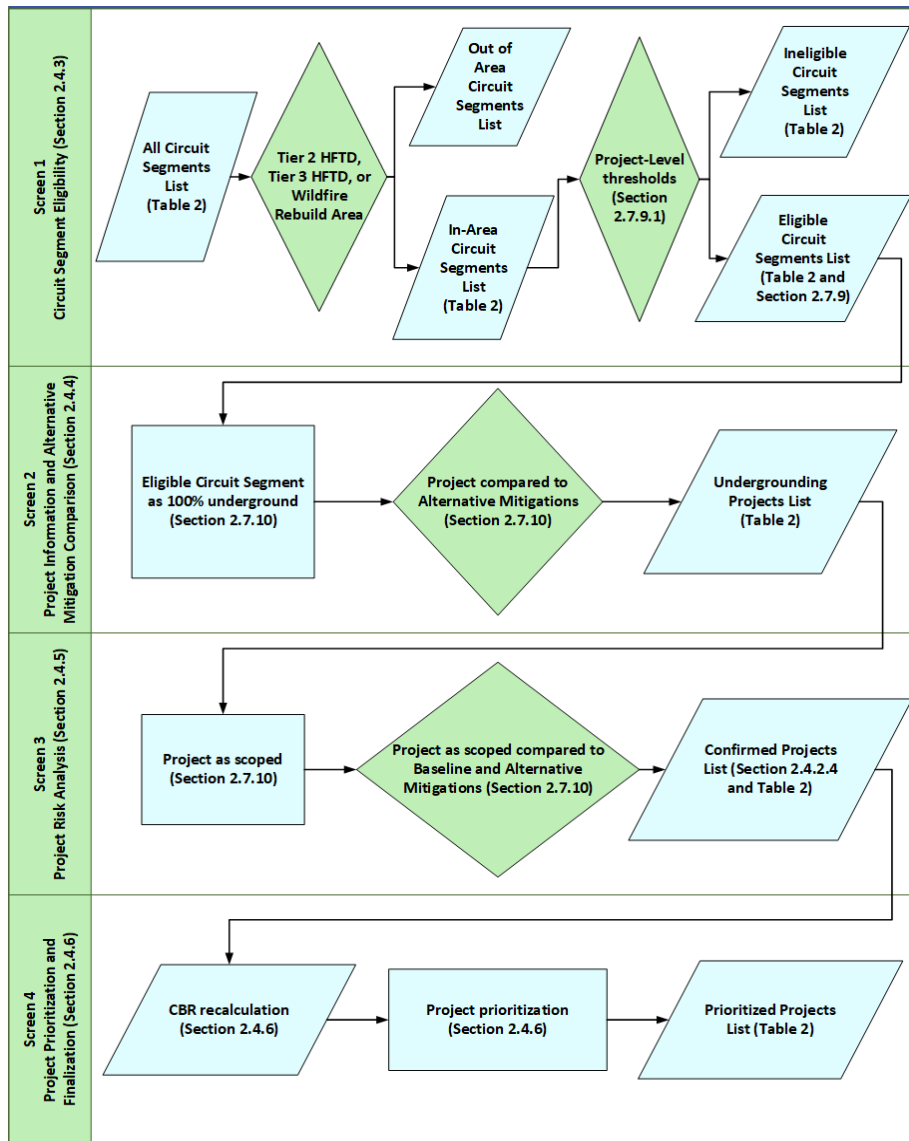 Screen 1
Circuit Segment Eligibility (Section 2.4.3)
All Circuit
Segments
List
(Table 2)
Tier 2 HFTD,
Tier 3 HFTD, or
Wildfire
Rebuild Area
Out of
Area
Circuit
Segments
List
In-Area
Circuit
Segments
List
(Table 2)
Project-Level
thresholds
(Section
2.7.9.1)
Ineligible
Circuit
Segments
List
(Table 2)
Eligible
Circuit
Segments List
(Table 2 and
Section 2.7.9)
Screen 2
Project Information and Alternative
Mitigation Comparison (Section 2.4.4)
Eligible Circuit Segment
as 100% underground
(Section 2.7.10)
Project compared to
Alternative Mitigations
(Section 2.7.10)
Undergrounding
Projects List
(Table 2)
Screen 3
Project Risk Analysis (Section 2.4.5)
Project as scoped
(Section 2.7.10)
Project as scoped compared to
Baseline and Alternative
Mitigations (Section 2.7.10)
Confirmed Projects
List (Section 2.4.2.4
and Table 2)
Screen 4
Project Prioritization and
Finalization (Section 2.4.6)
CBR recalculation
(Section 2.4.6)
Project prioritization
(Section 2.4.6)
Prioritized Projects
List (Table 2)